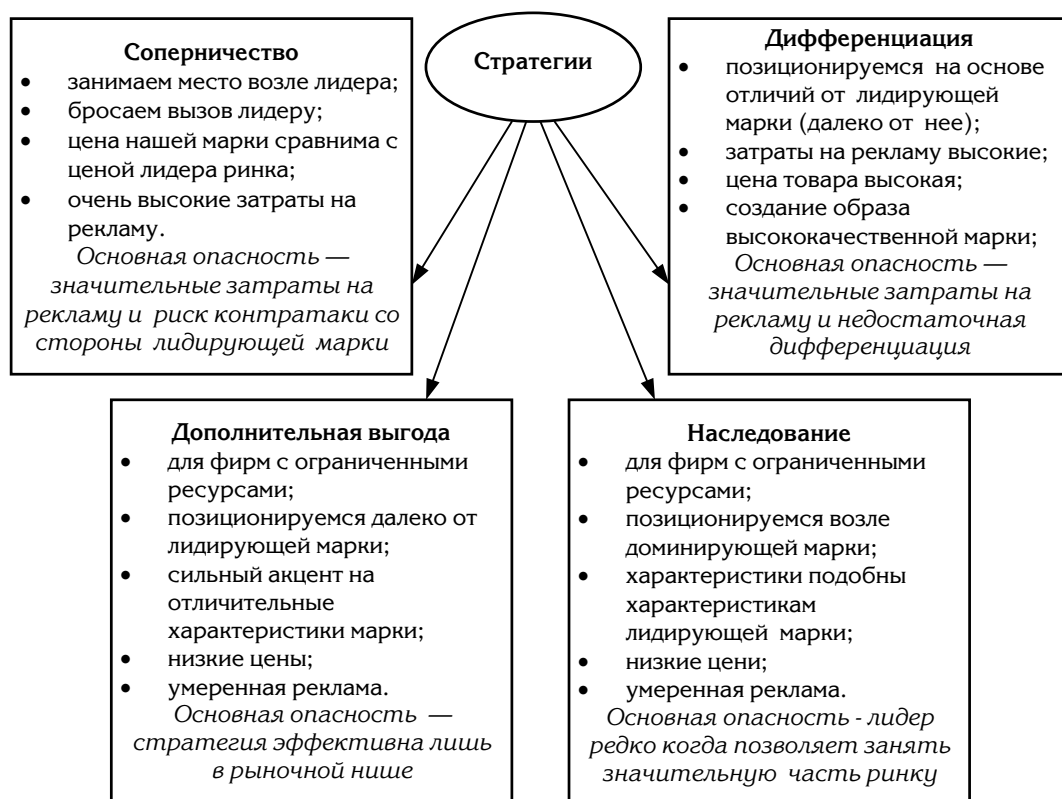 Стратегии
Соперничество
• занимаем место возле лидера;
• бросаем вызов лидеру;
• цена нашей марки сравнима с
ценой лидера ринка;
• очень высокие затраты на
рекламу.
Основная опасность —
значительные затраты на
рекламу и риск контратаки со
стороны лидирующей марки
Дифференциация
• позиционируемся на основе
отличий от лидирующей
марки (далеко от нее);
• затраты на рекламу высокие;
• цена товара высокая;
• создание образа
высококачественной марки;
Основная опасность —
значительные затраты на
рекламу и недостаточная
дифференциация
Дополнительная выгода
• для фирм с ограниченными
ресурсами;
• позиционируемся далеко от
лидирующей марки;
• сильный акцент на
отличительные
характеристики марки;
• низкие цены;
• умеренная реклама.
Основная опасность —
стратегия эффективна лишь
в рыночной нише
Наследование
• для фирм с ограниченными
ресурсами;
• позиционируемся возле
доминирующей марки;
• характеристики подобны
характеристикам
лидирующей марки;
• низкие цени;
• умеренная реклама.
Основная опасность - лидер
редко когда позволяет занять
значительную часть ринку